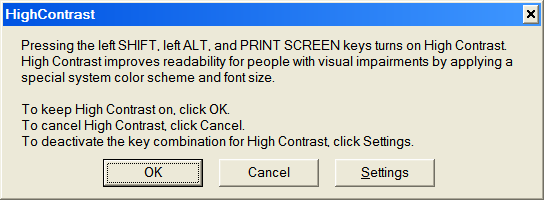 HighContrast
Pressing the left SHIFT, left ALT, and PRINT SCREEN keys turns on High Contrast.
High Contrast improves readability for people with visual impairments by applying a
special system color scheme and font size.
To keep High Contrast on, click OK.
To cancel High Contrast, click Cancel.
To deactivate the key combination for High Contrast, click Settings.
OK Cancel Settings